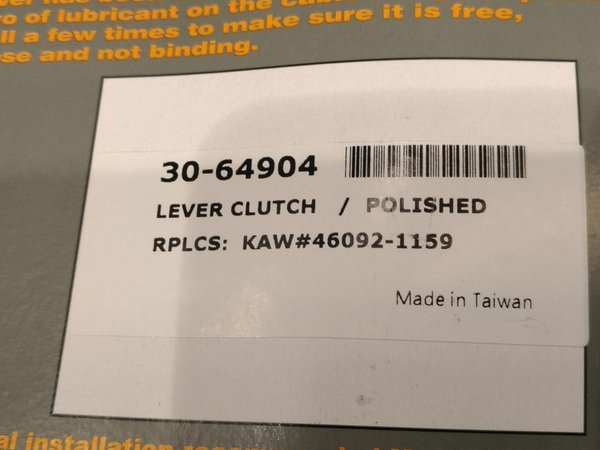 of lubricant on the
a few times to make sure it is free,
and not binding.
30-64904
LEVER CLUTCH / POLISHED
RPLCS: KAW#46092-1159
Made in Taiwan
installation